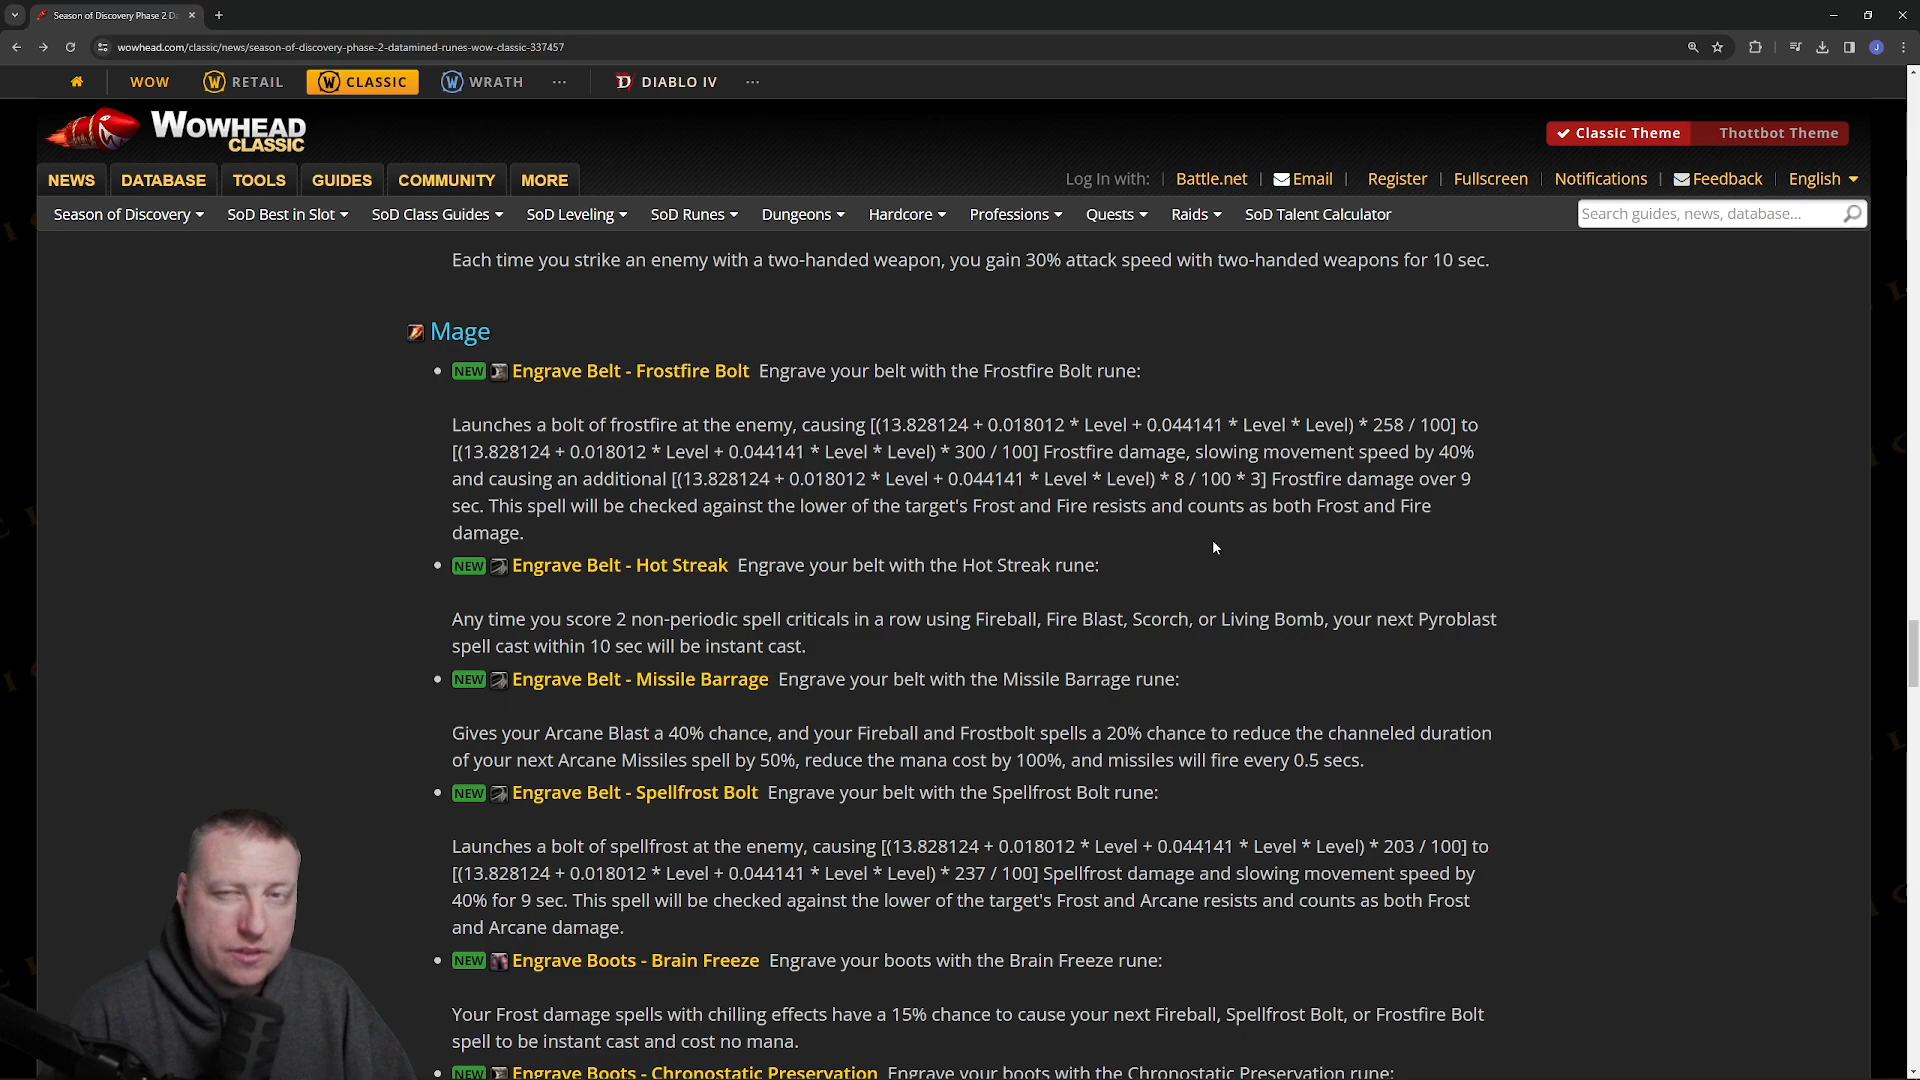 Season of Discovery Phase 2 D
wowhead.com/classic/news/season-of-discovery-phase-2-datamined-runes-wow-classic-337457
J
WOW RETAIL CLASSIC WRATH ... DIABLO IV ...
WOWHEAD
CLASSIC
Classic Theme Thottbot Theme
NEWS DATABASE TOOLS GUIDES COMMUNITY MORE
Log In with: | Battle.net | Email | Register | Fullscreen | Notifications | Feedback | English
Season of Discovery SoD Best in Slot SoD Class Guides SoD Leveling SoD Runes Dungeons Hardcore Professions Quests Raids SoD Talent Calculator Search guides, news, database...
Each time you strike an enemy with a two-handed weapon, you gain 30% attack speed with two-handed weapons for 10 sec.
Mage
• NEW Engrave Belt - Frostfire Bolt Engrave your belt with the Frostfire Bolt rune:
Launches a bolt of frostfire at the enemy, causing [(13.828124 + 0.018012 * Level + 0.044141 * Level * Level) * 258 / 100] to
[(13.828124 + 0.018012 * Level + 0.044141 * Level * Level) * 300 / 100] Frostfire damage, slowing movement speed by 40%
and causing an additional [(13.828124 + 0.018012 * Level + 0.044141 * Level * Level) * 8 / 100 * 3] Frostfire damage over 9
sec. This spell will be checked against the lower of the target's Frost and Fire resists and counts as both Frost and Fire
damage.
• NEW Engrave Belt - Hot Streak Engrave your belt with the Hot Streak rune:
Any time you score 2 non-periodic spell criticals in a row using Fireball, Fire Blast, Scorch, or Living Bomb, your next Pyroblast
spell cast within 10 sec will be instant cast.
• NEW Engrave Belt - Missile Barrage Engrave your belt with the Missile Barrage rune:
Gives your Arcane Blast a 40% chance, and your Fireball and Frostbolt spells a 20% chance to reduce the channeled duration
of your next Arcane Missiles spell by 50%, reduce the mana cost by 100%, and missiles will fire every 0.5 secs.
• NEW Engrave Belt - Spellfrost Bolt Engrave your belt with the Spellfrost Bolt rune:
Launches a bolt of spellfrost at the enemy, causing [(13.828124 + 0.018012 * Level + 0.044141 * Level * Level) * 203 / 100] to
[(13.828124 + 0.018012 * Level + 0.044141 * Level * Level) * 237 / 100] Spellfrost damage and slowing movement speed by
40% for 9 sec. This spell will be checked against the lower of the target's Frost and Arcane resists and counts as both Frost
and Arcane damage.
• NEW Engrave Boots - Brain Freeze Engrave your boots with the Brain Freeze rune:
Your Frost damage spells with chilling effects have a 15% chance to cause your next Fireball, Spellfrost Bolt, or Frostfire Bolt
spell to be instant cast and cost no mana.
• NEW Engrave Boots - Chronostatic Preservation Engrave your boots with the Chronostatic Preservation rune: